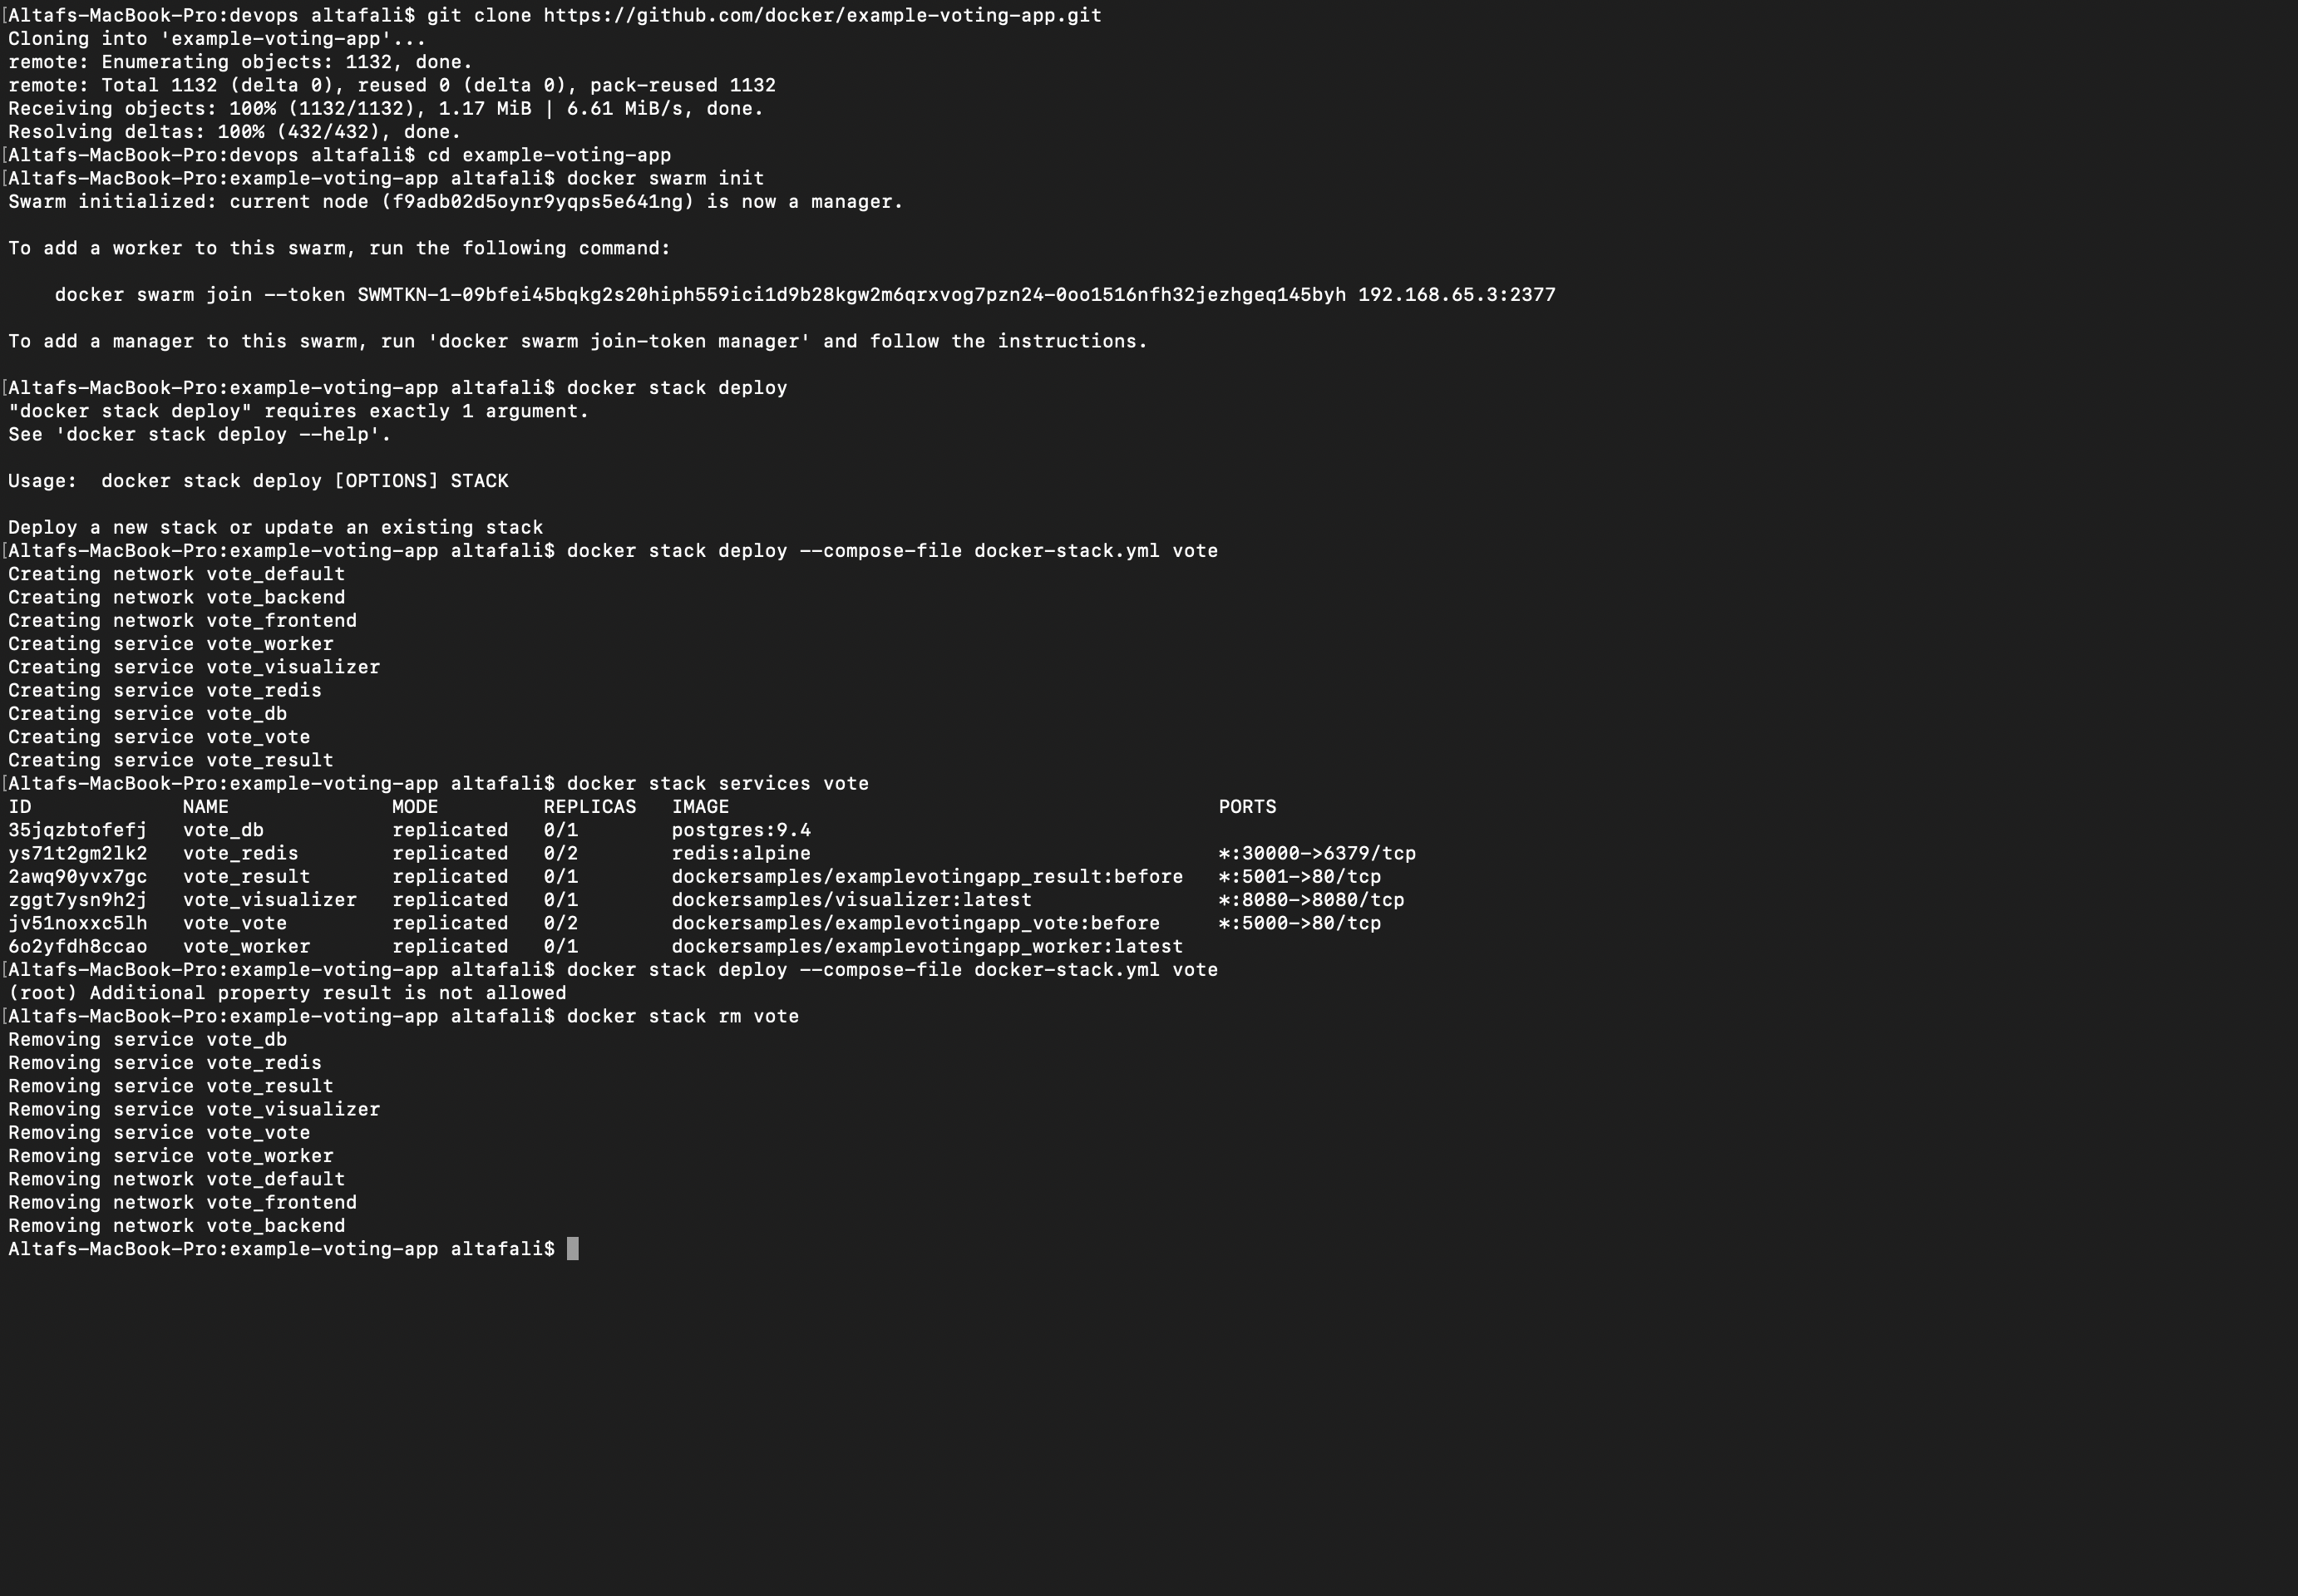 [Altafs-MacBook-Pro:devops altafali$ git clone https://github.com/docker/example-voting-app.git
Cloning into 'example-voting-app'...
remote: Enumerating objects: 1132, done.
remote: Total 1132 (delta 0), reused 0 (delta 0), pack-reused 1132
Receiving objects: 100% (1132/1132), 1.17 MiB | 6.61 MiB/s, done.
Resolving deltas: 100% (432/432), done.
[Altafs-MacBook-Pro:devops altafali$ cd example-voting-app
[Altafs-MacBook-Pro:example-voting-app altafali$ docker swarm init
Swarm initialized: current node (f9adb02d5oynr9yqps5e641ng) is now a manager.
To add a worker to this swarm, run the following command:
docker swarm join --token SWMTKN-1-09bfei45bqkg2s20hiph559ici1d9b28kgw2m6qrxvog7pzn24-0oo1516nfh32jezhgeq145byh 192.168.65.3:2377
To add a manager to this swarm, run 'docker swarm join-token manager' and follow the instructions.
[Altafs-MacBook-Pro:example-voting-app altafali$ docker stack deploy
"docker stack deploy" requires exactly 1 argument.
See 'docker stack deploy --help'.
Usage:  docker stack deploy [OPTIONS] STACK
Deploy a new stack or update an existing stack
[Altafs-MacBook-Pro:example-voting-app altafali$ docker stack deploy --compose-file docker-stack.yml vote
Creating network vote_default
Creating network vote_backend
Creating network vote_frontend
Creating service vote_worker
Creating service vote_visualizer
Creating service vote_redis
Creating service vote_db
Creating service vote_vote
Creating service vote_result
[Altafs-MacBook-Pro:example-voting-app altafali$ docker stack services vote
ID NAME MODE REPLICAS IMAGE PORTS
35jqzbtofefj vote_db replicated 0/1 postgres:9.4
ys71t2gm2lk2 vote_redis replicated 0/2 redis:alpine *:30000->6379/tcp
2awq90yvx7gc vote_result replicated 0/1 dockersamples/examplevotingapp_result:before *:5001->80/tcp
zggt7ysn9h2j vote_visualizer replicated 0/1 dockersamples/visualizer:latest *:8080->8080/tcp
jv51noxxc5lh vote_vote replicated 0/2 dockersamples/examplevotingapp_vote:before *:5000->80/tcp
6o2yfdh8ccao vote_worker replicated 0/1 dockersamples/examplevotingapp_worker:latest
[Altafs-MacBook-Pro:example-voting-app altafali$ docker stack deploy --compose-file docker-stack.yml vote
(root) Additional property result is not allowed
[Altafs-MacBook-Pro:example-voting-app altafali$ docker stack rm vote
Removing service vote_db
Removing service vote_redis
Removing service vote_result
Removing service vote_visualizer
Removing service vote_vote
Removing service vote_worker
Removing network vote_default
Removing network vote_frontend
Removing network vote_backend
Altafs-MacBook-Pro:example-voting-app altafali$